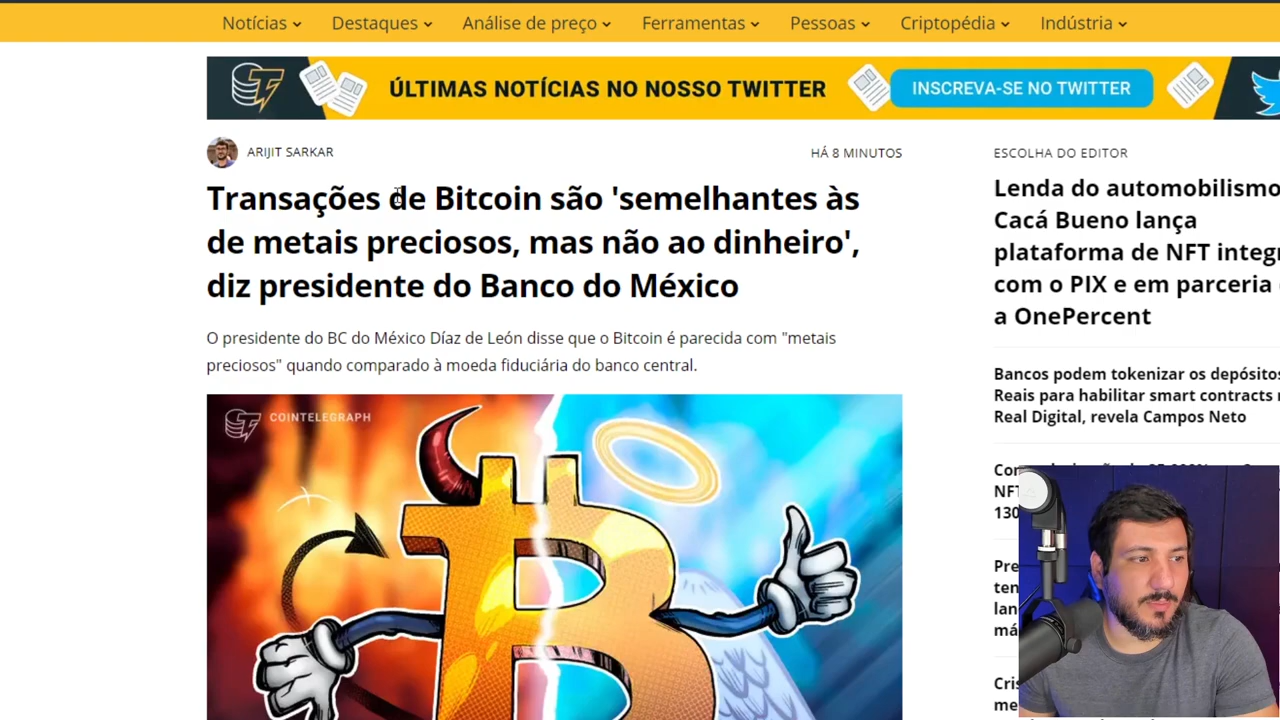 Notícias Destaques Análise de preço Ferramentas Pessoas Criptopédia Indústria
ÚLTIMAS NOTÍCIAS NO NOSSO TWITTER INSCREVA-SE NO TWITTER
ARIJIT SARKAR
HÁ 8 MINUTOS
Transações de Bitcoin são 'semelhantes às
de metais preciosos, mas não ao dinheiro',
diz presidente do Banco do México
O presidente do BC do México Díaz de León disse que o Bitcoin é parecida com "metais
preciosos" quando comparado à moeda fiduciária do banco central.
COINTELEGRAPH
ESCOLHA DO EDITOR
Lenda do automobilismo
Cacá Bueno lança
plataforma de NFT
com o PIX e em parceria
a OnePercent
Bancos podem tokenizar os depósitos
Reais para habilitar smart contracts
Real Digital, revela Campos Neto
NFT
130